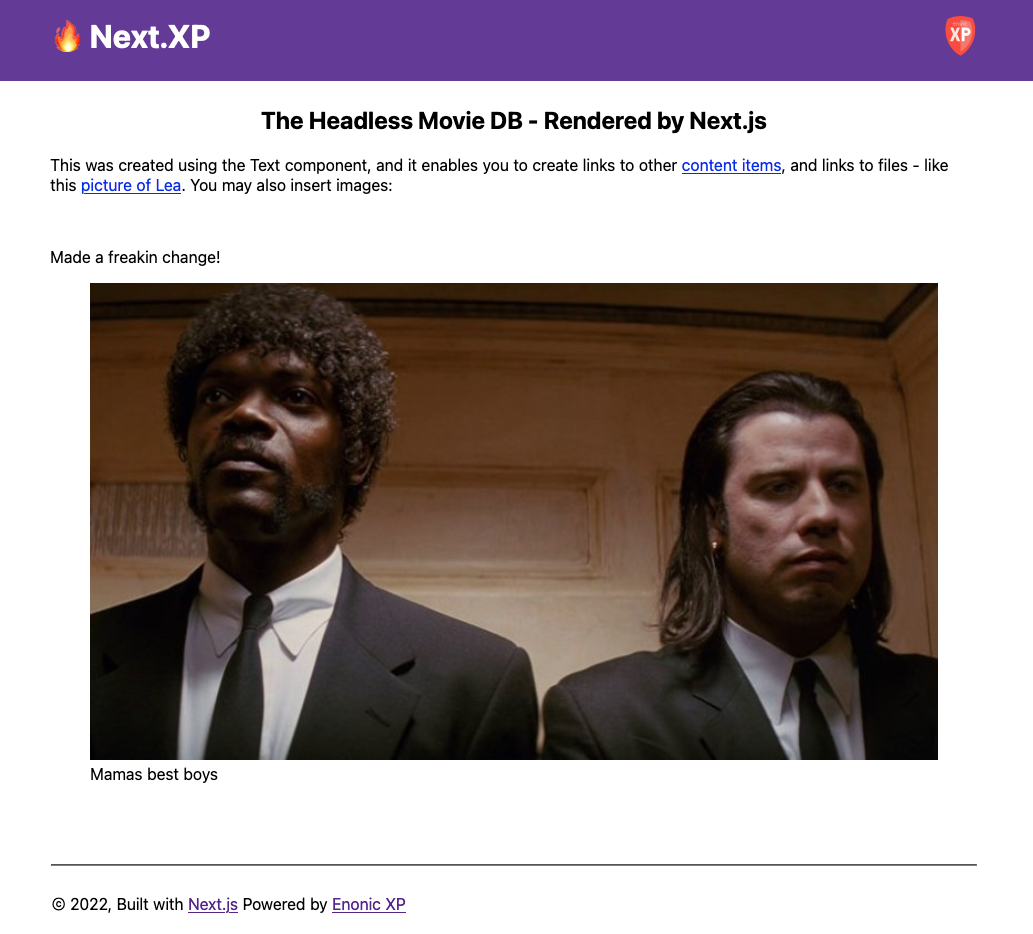 Next.XP
XP
The Headless Movie DB - Rendered by Next.js
This was created using the Text component, and it enables you to create links to other content items, and links to files - like
this picture of Lea. You may also insert images:
Made a freakin change!
Mamas best boys
© 2022, Built with Next.js Powered by Enonic XP